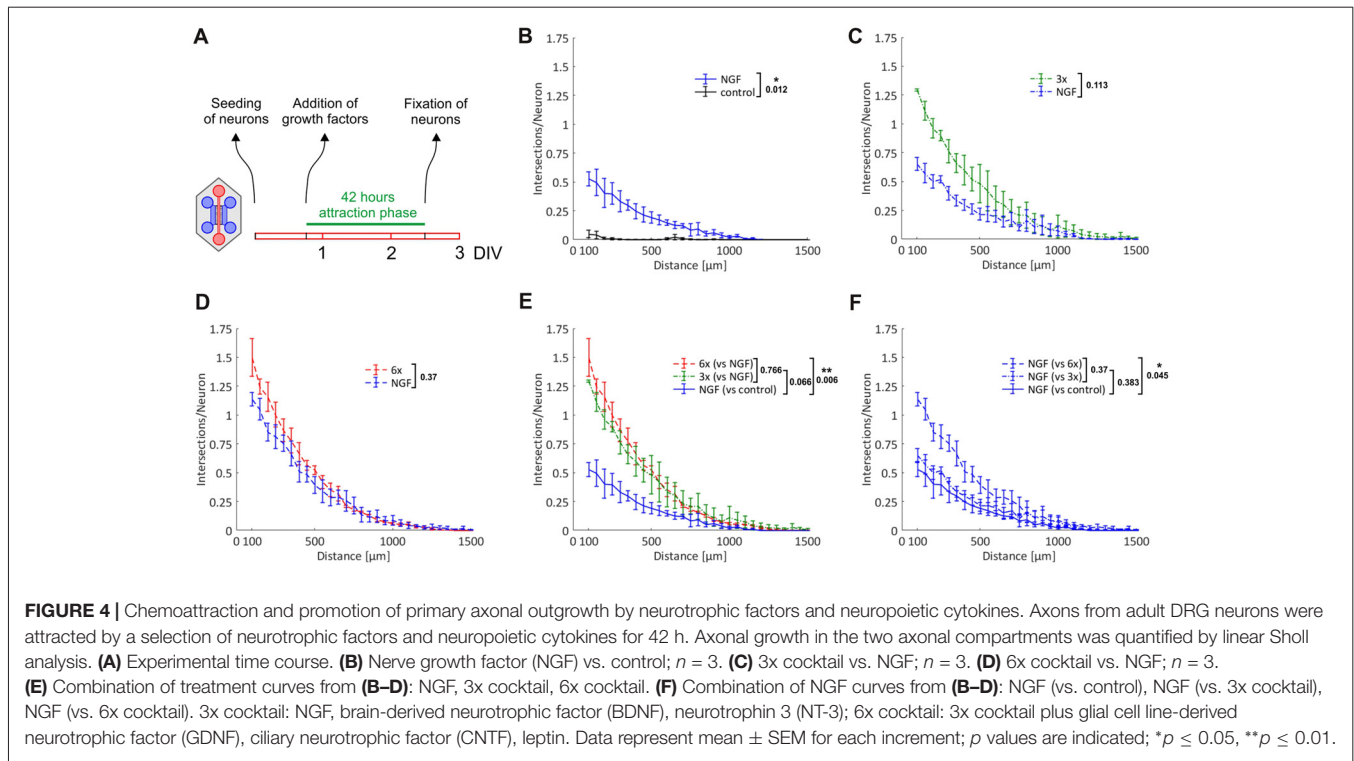 A
Seeding
of neurons
Addition of
growth factors
Fixation of
neurons
42 hours
attraction phase
1 2 3 DIV
B
Intersections/Neuron
1.75
1.5
1.25
1
0.75
0.5
0.25
0
0 100 500 1000 1500
Distance [µm]
NGF
control
*
0.012
C
Intersections/Neuron
1.75
1.5
1.25
1
0.75
0.5
0.25
0
0 100 500 1000 1500
Distance [µm]
3x
NGF
0.113
D
Intersections/Neuron
1.75
1.5
1.25
1
0.75
0.5
0.25
0
0 100 500 1000 1500
Distance [µm]
6x
NGF
0.37
E
Intersections/Neuron
1.75
1.5
1.25
1
0.75
0.5
0.25
0
0 100 500 1000 1500
Distance [µm]
6x (vs NGF)
3x (vs NGF)
NGF (vs control)
0.766
0.066
**
0.006
F
Intersections/Neuron
1.75
1.5
1.25
1
0.75
0.5
0.25
0
0 100 500 1000 1500
Distance [µm]
NGF (vs 6x)
NGF (vs 3x)
NGF (vs control)
0.37
0.383
*
0.045
FIGURE 4 | Chemoattraction and promotion of primary axonal outgrowth by neurotrophic factors and neuropoietic cytokines. Axons from adult DRG neurons were
attracted by a selection of neurotrophic factors and neuropoietic cytokines for 42 h. Axonal growth in the two axonal compartments was quantified by linear Sholl
analysis. (A) Experimental time course. (B) Nerve growth factor (NGF) vs. control; n = 3. (C) 3x cocktail vs. NGF; n = 3. (D) 6x cocktail vs. NGF; n = 3.
(E) Combination of treatment curves from (B–D): NGF, 3x cocktail, 6x cocktail. (F) Combination of NGF curves from (B–D): NGF (vs. control), NGF (vs. 3x cocktail),
NGF (vs. 6x cocktail). 3x cocktail: NGF, brain-derived neurotrophic factor (BDNF), neurotrophin 3 (NT-3); 6x cocktail: 3x cocktail plus glial cell line-derived
neurotrophic factor (GDNF), ciliary neurotrophic factor (CNTF), leptin. Data represent mean ± SEM for each increment; p values are indicated; *p ≤ 0.05, **p ≤ 0.01.